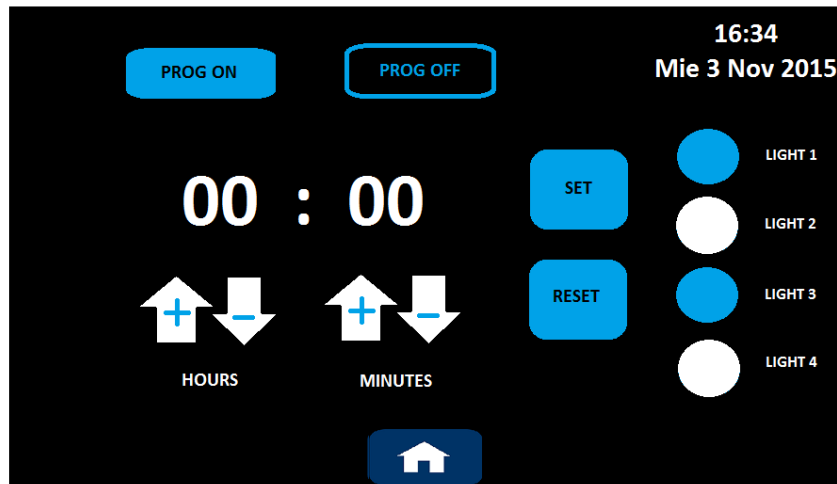 16:34
Mie 3 Nov 2015
PROG ON
PROG OFF
00 : 00
SET
RESET
LIGHT 1
LIGHT 2
LIGHT 3
LIGHT 4
+ -
+ -
HOURS
MINUTES